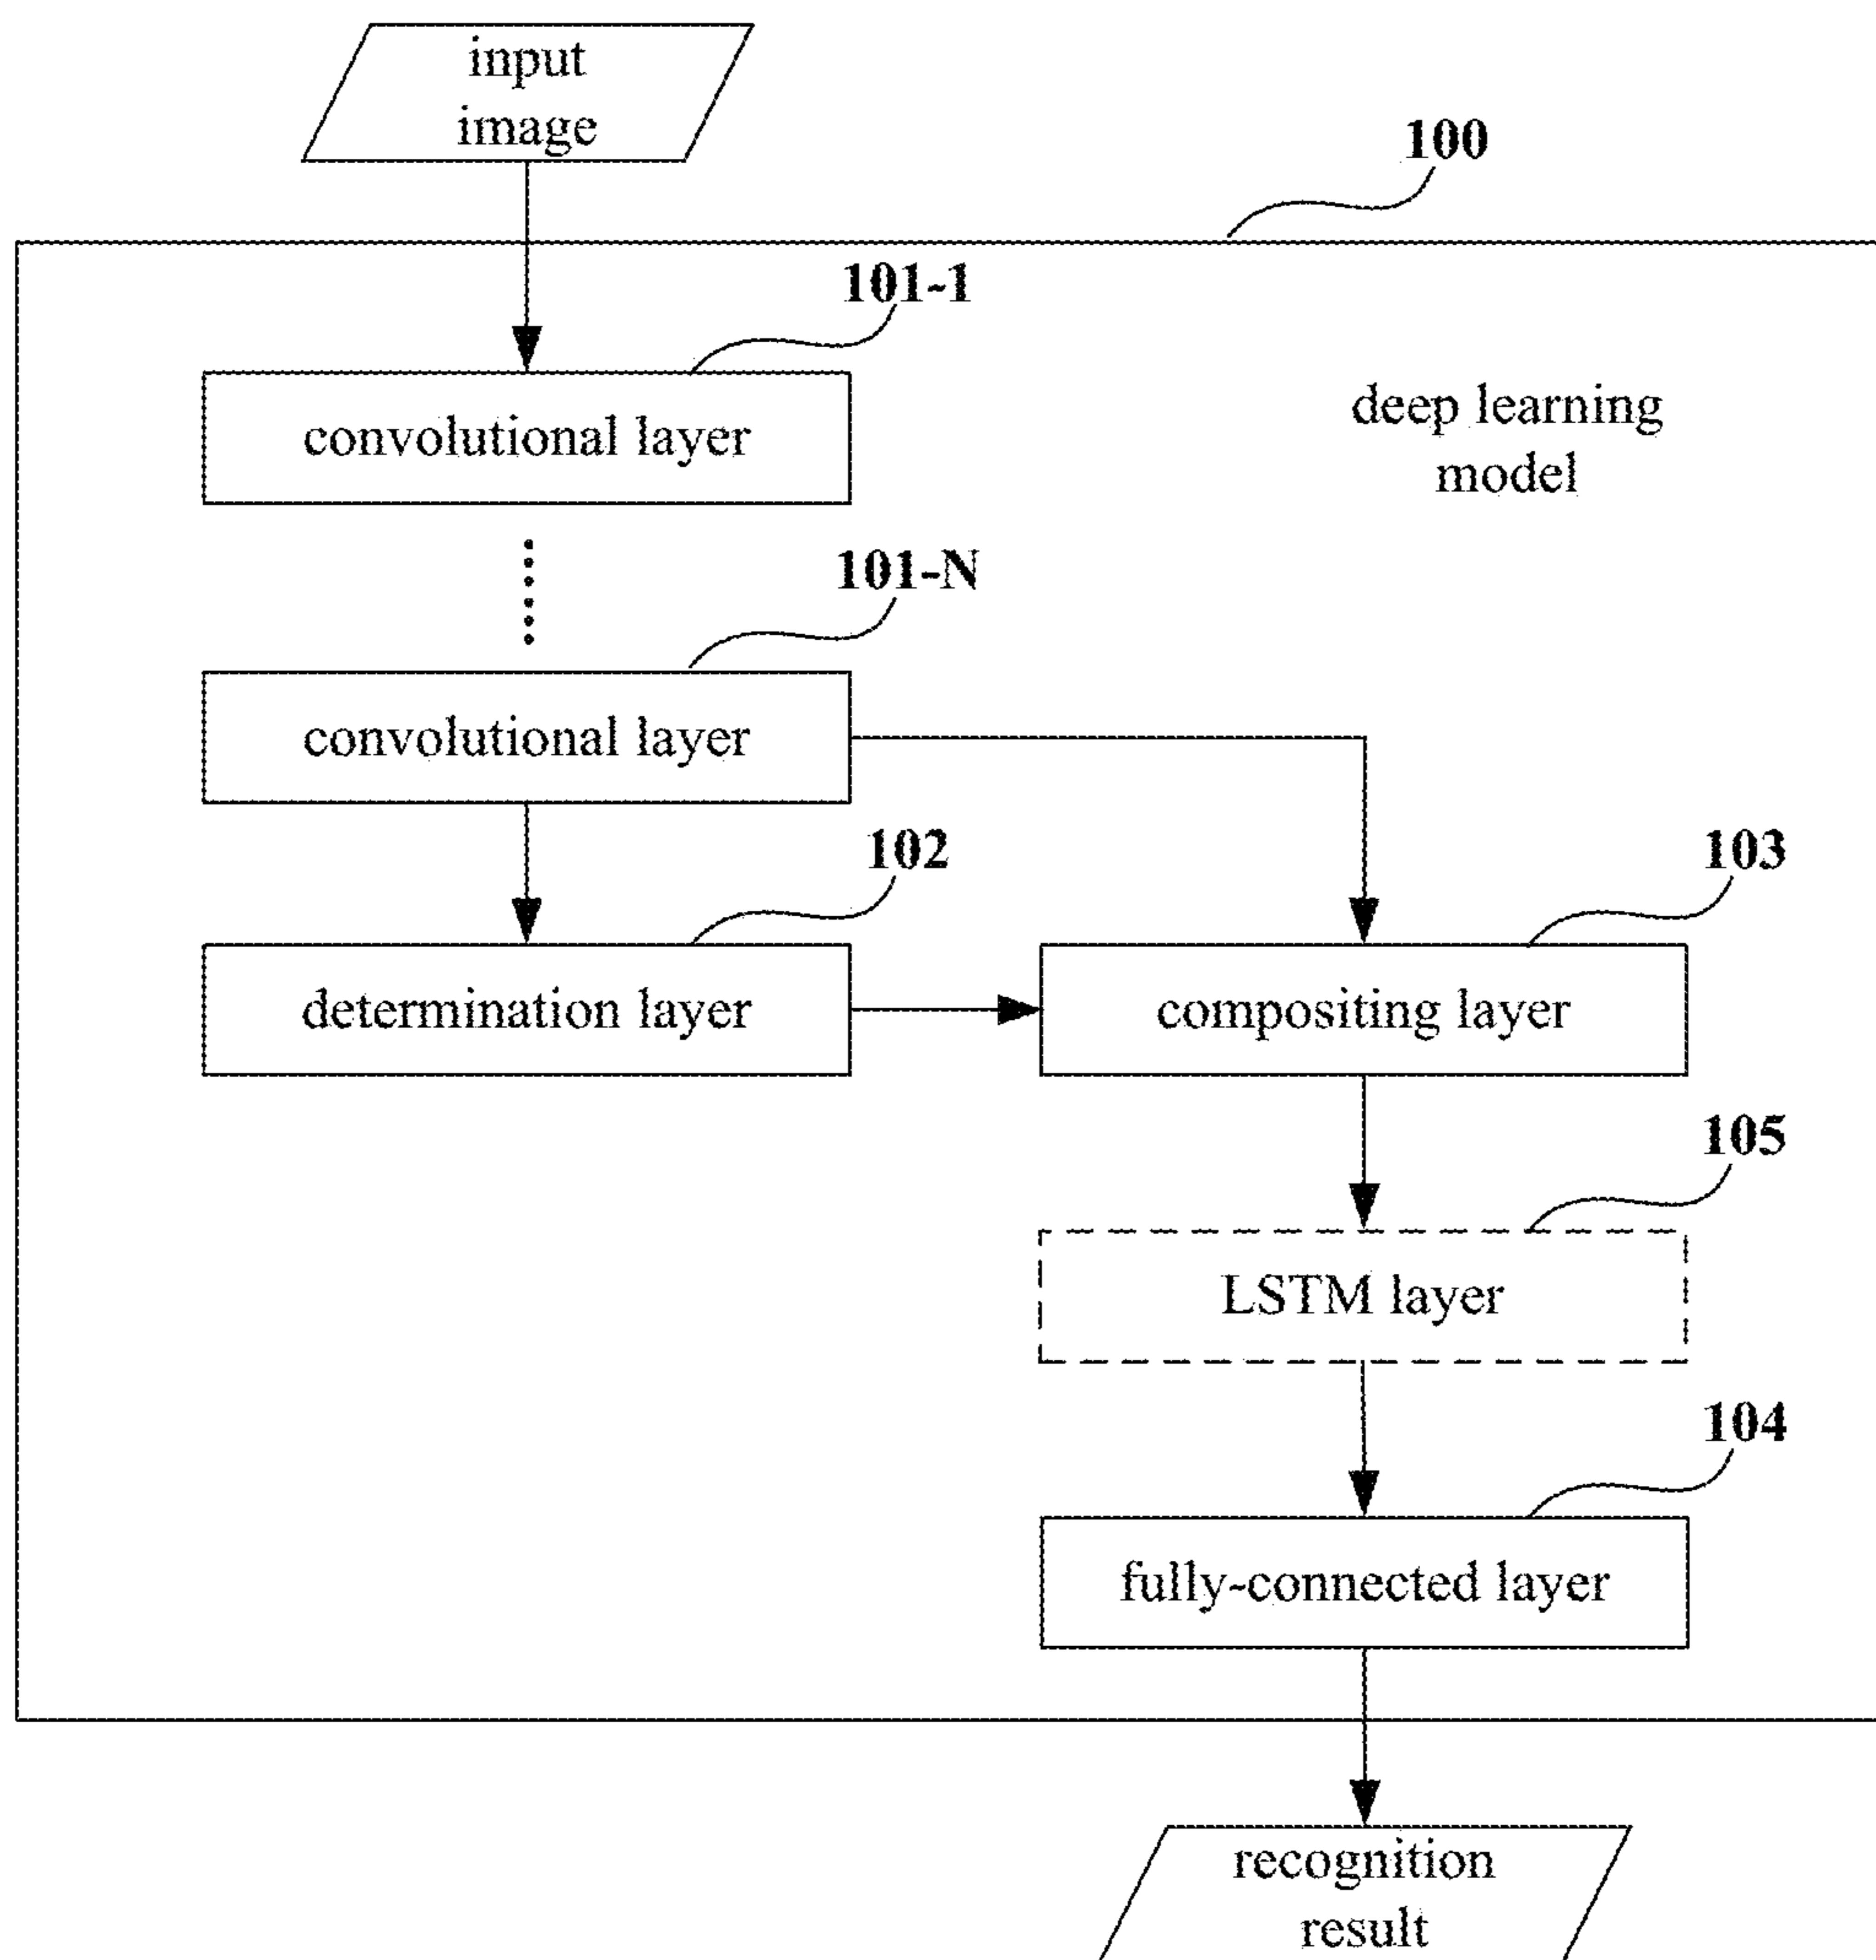 input
image
100
101-1
convolutional layer
deep learning
model
101-N
convolutional layer
102
103
determination layer
compositing layer
105
LSTM layer
104
fully-connected layer
recognition
result